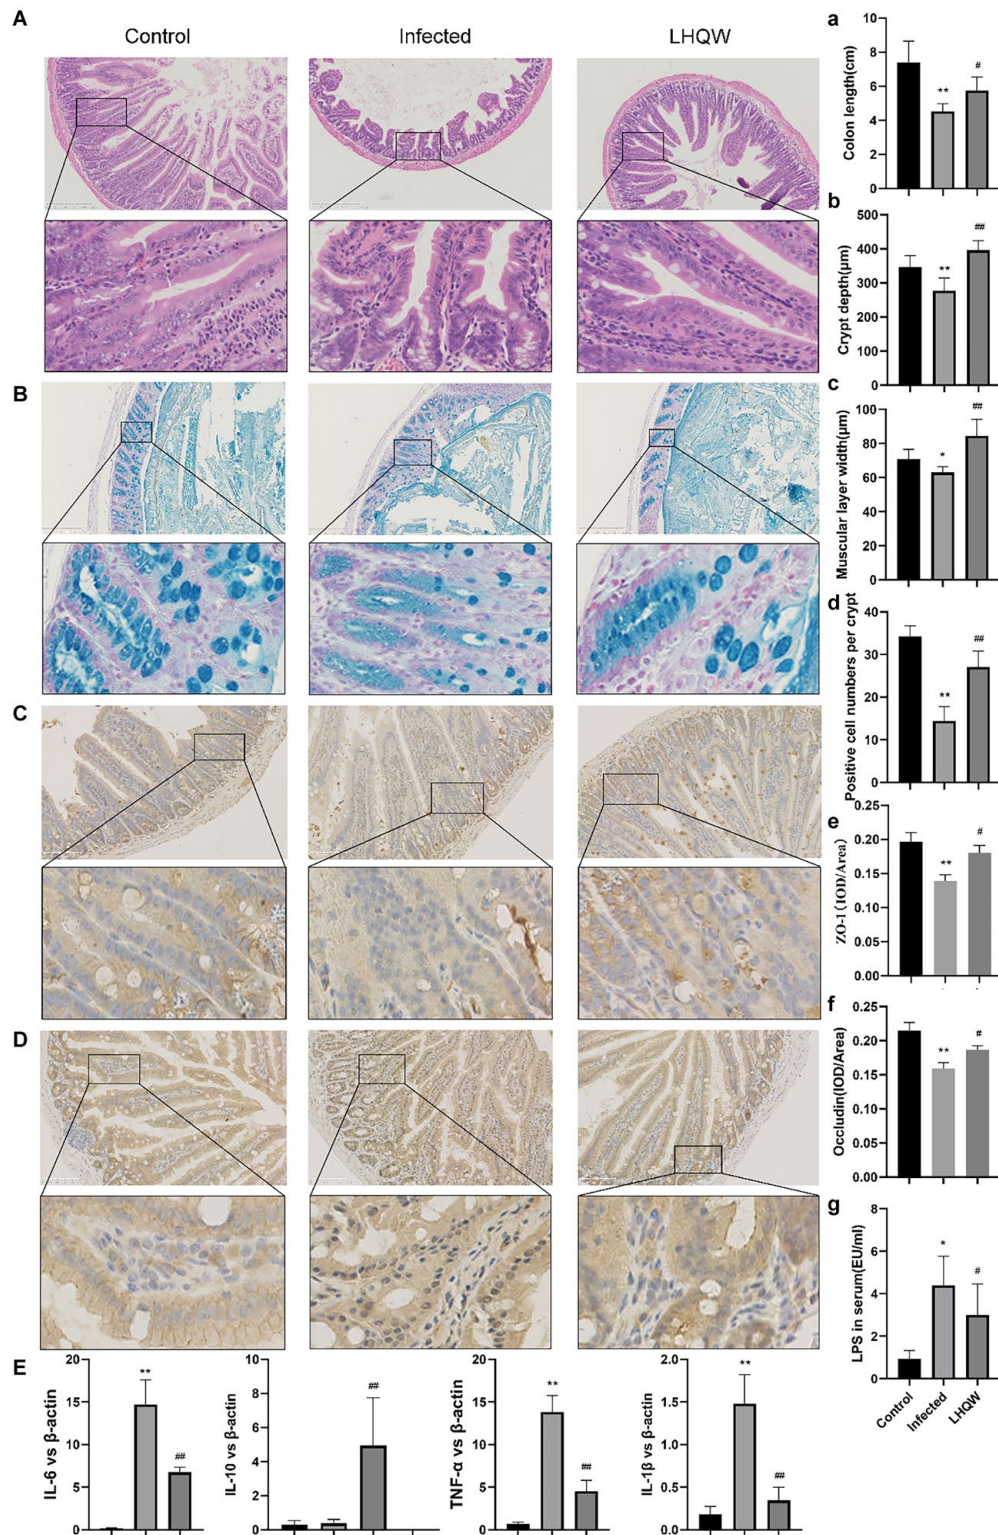 A
Control
Infected
LHQW
B
C
D
E
a
Colon length(cm)
10
8
6
4
2
0
**
#
b
Crypt depth(μm)
500
400
300
200
100
0
**
##
c
Muscular layer width(μm)
100
80
60
40
20
0
*
##
d
Positive cell numbers per crypt
40
30
20
10
0
**
##
e
ZO-1(IOD/Area)
0.25
0.20
0.15
0.10
0.05
0.00
**
#
f
Occludin(IOD/Area)
0.25
0.20
0.15
0.10
0.05
0.00
**
#
g
LPS in serum(EU/ml)
8
6
4
2
0
*
#
Control
Infected
LHQW
IL-6 vs β-actin
20
15
10
5
0
**
##
IL-10 vs β-actin
10
8
6
4
2
0
##
TNF-α vs β-actin
20
15
10
5
0
**
##
IL-1β vs β-actin
2.0
1.5
1.0
0.5
0.0
**
##